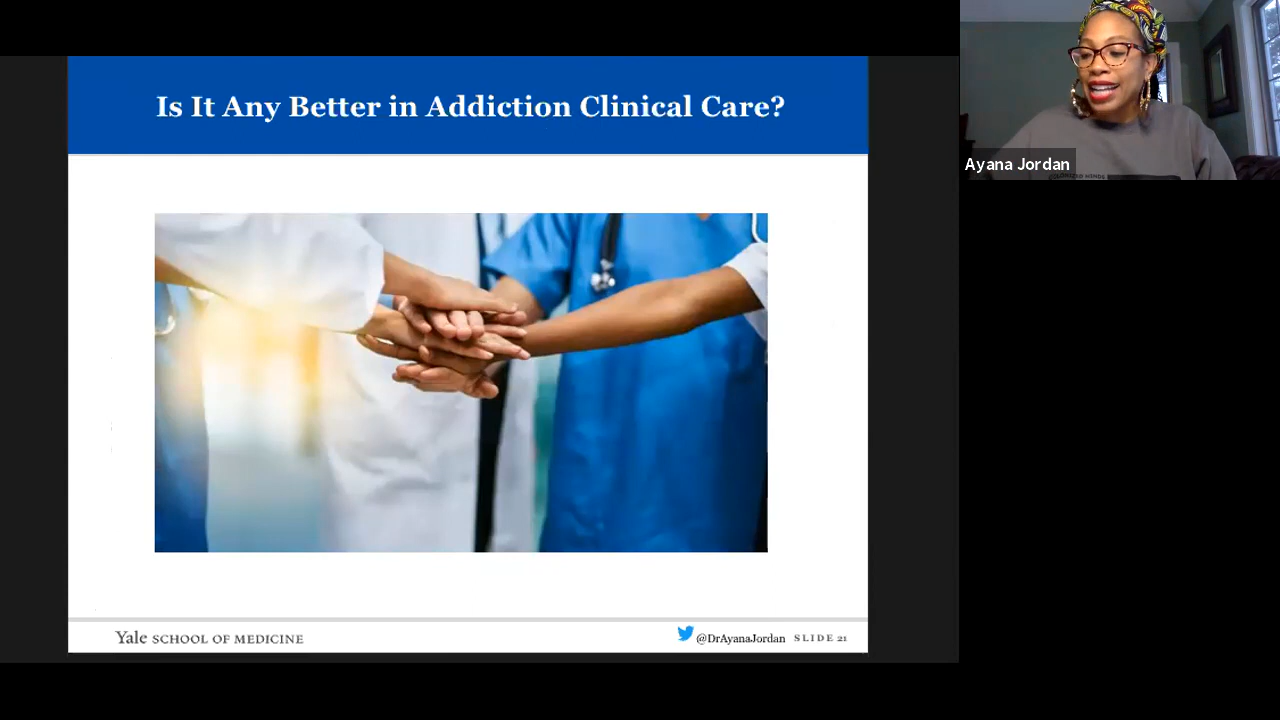 Is It Any Better in Addiction Clinical Care?
Ayana Jordan
Yale SCHOOL OF MEDICINE
@DrAyanaJordan SLIDE 21